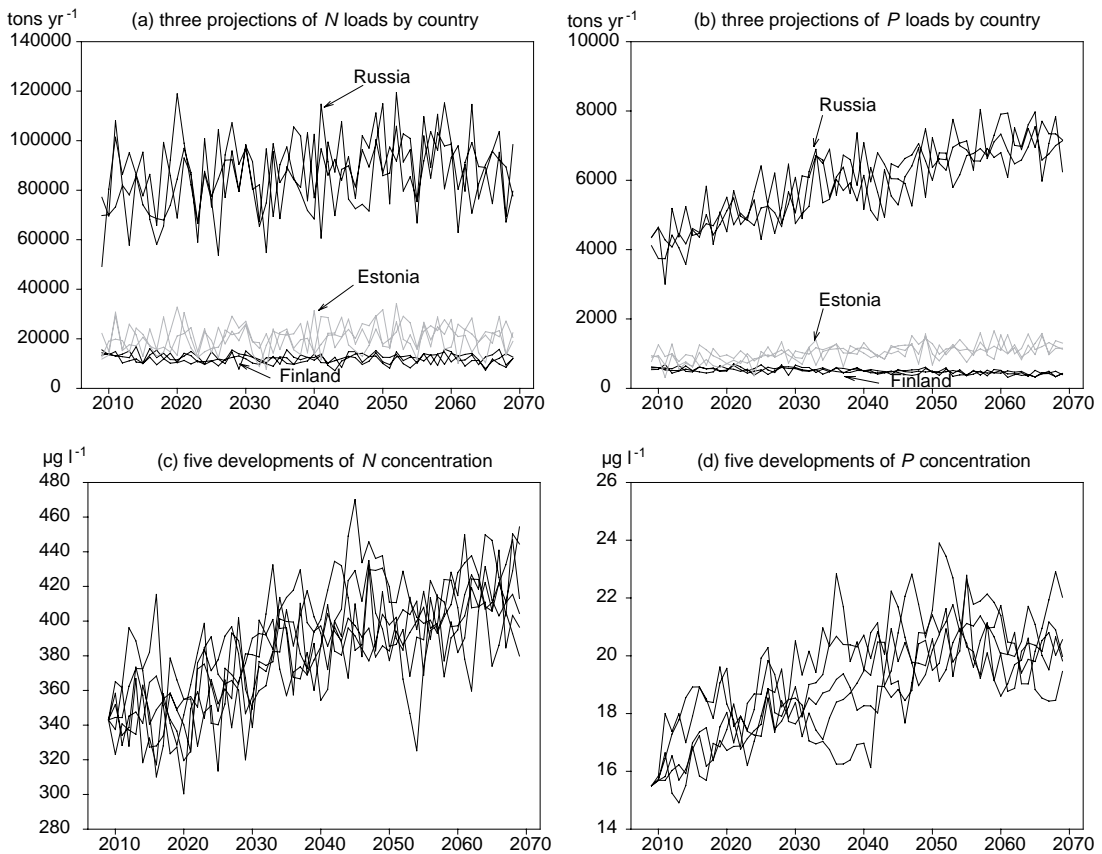 tons yr-1
(a) three projections of N loads by country
140000
120000
100000
80000
60000
40000
20000
0
Russia
Estonia
Finland
2010 2020 2030 2040 2050 2060 2070
tons yr-1
(b) three projections of P loads by country
10000
8000
6000
4000
2000
0
Russia
Estonia
Finland
2010 2020 2030 2040 2050 2060 2070
µg l-1
(c) five developments of N concentration
480
460
440
420
400
380
360
340
320
300
280
2010 2020 2030 2040 2050 2060 2070
µg l-1
(d) five developments of P concentration
26
24
22
20
18
16
14
2010 2020 2030 2040 2050 2060 2070